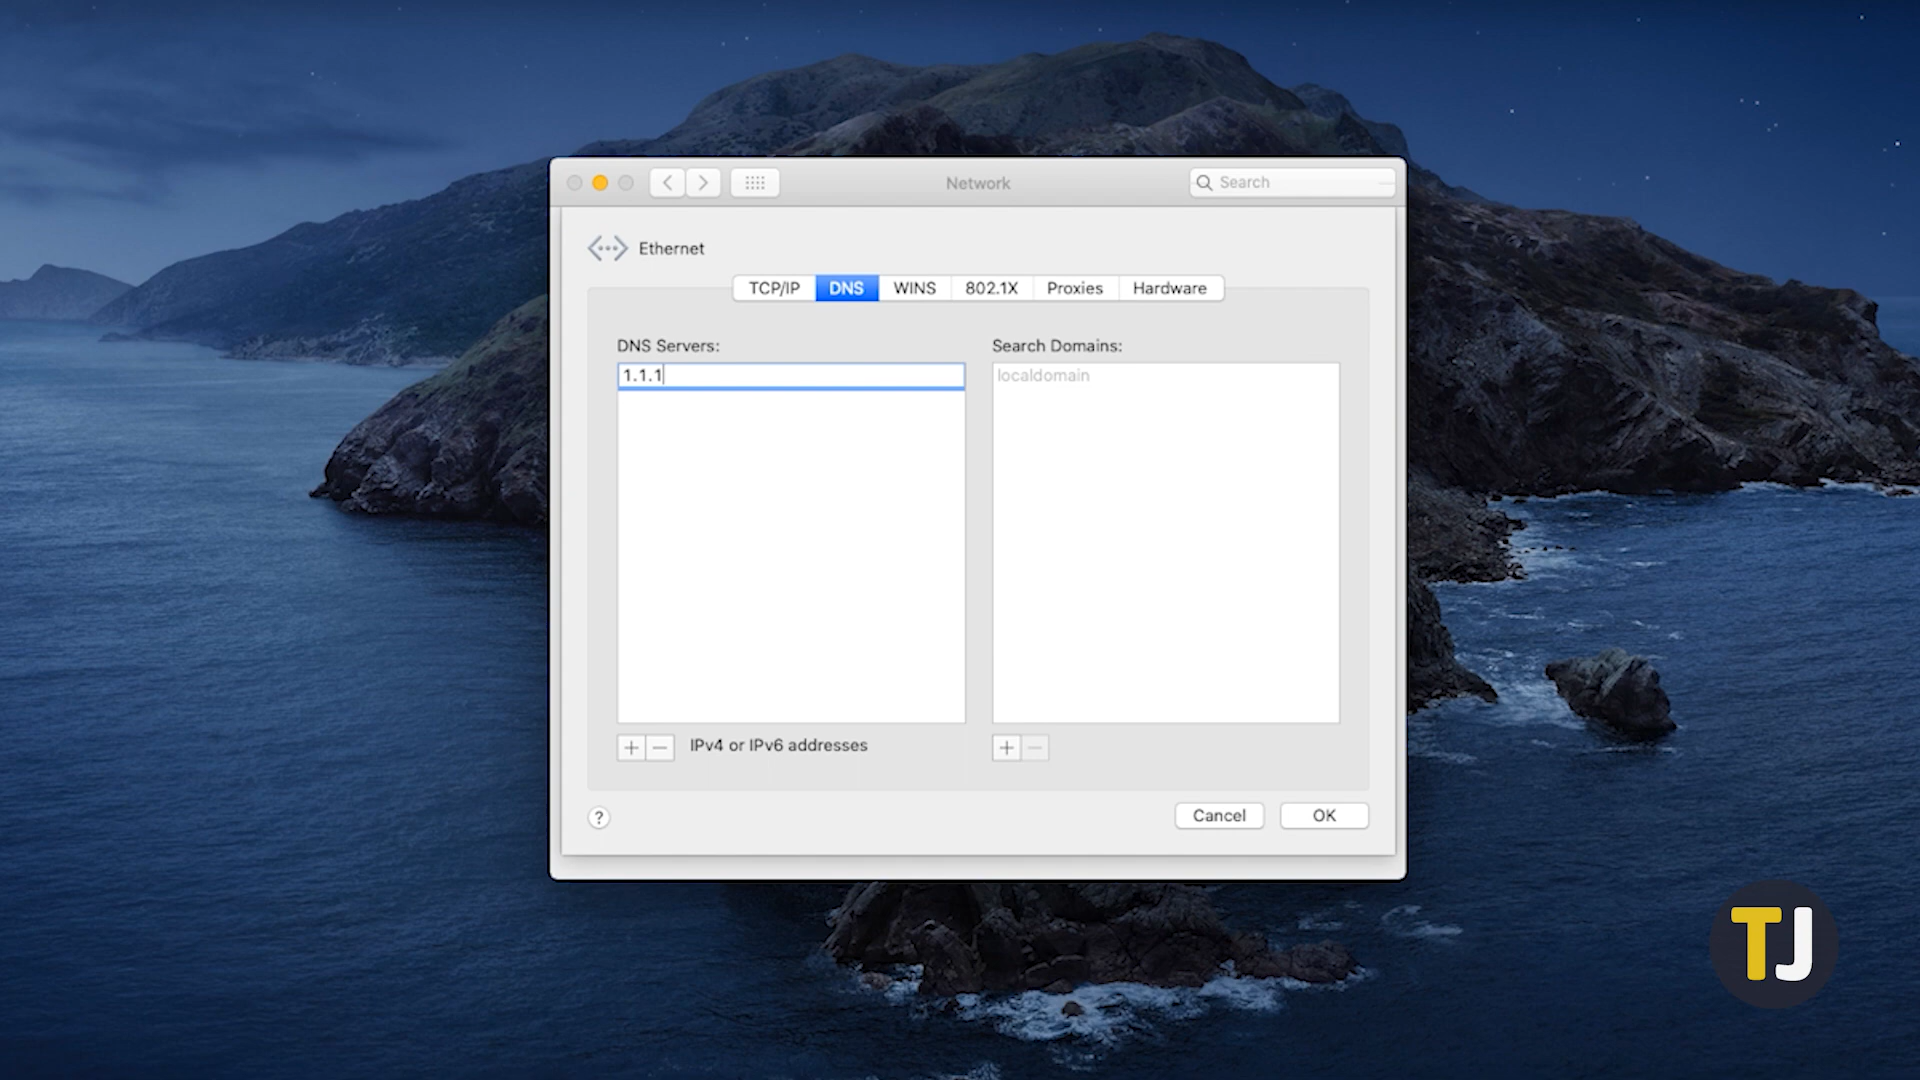 Network
Search
Ethernet
TCP/IP DNS WINS 802.1X Proxies Hardware
DNS Servers:
1.1.1
Search Domains:
localdomain
+ − IPv4 or IPv6 addresses
+ −
?
Cancel OK
TJ